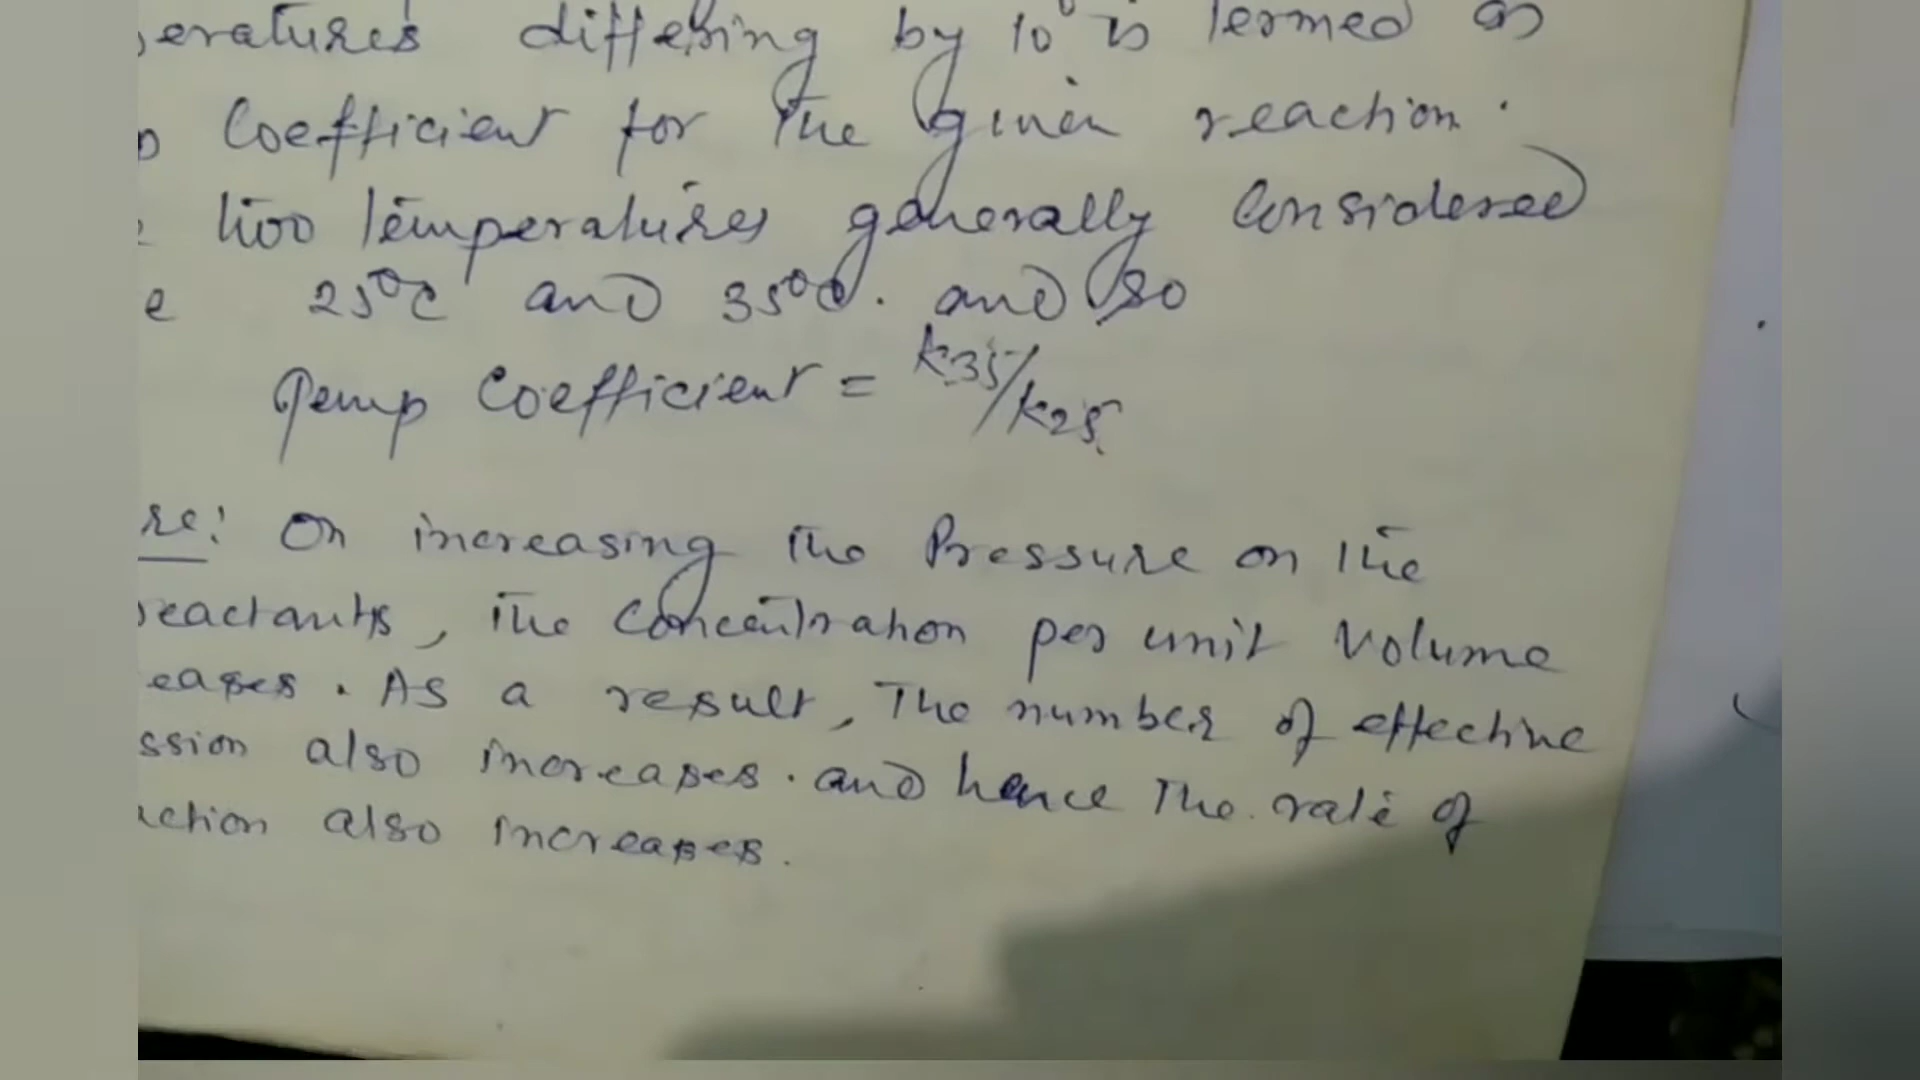 eratures differing by 10° is termed as
p Coefficient for the given reaction.
e two temperatures generally Considered
e 25°C and 35°C. and so
Temp Coefficient = K35/K25
re: On increasing the Pressure on the
reactants, the Concentration per unit Volume
eases. As a result, The number of effective
ssion also increases. and hence The rate of
action also increases.